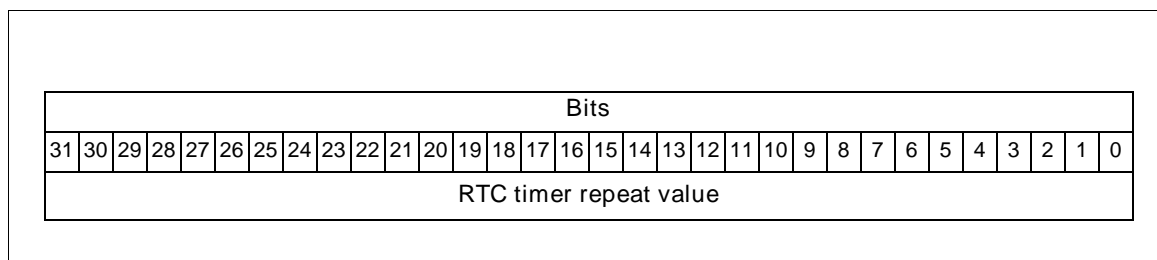 Bits
31 30 29 28 27 26 25 24 23 22 21 20 19 18 17 16 15 14 13 12 11 10 9 8 7 6 5 4 3 2 1 0
RTC timer repeat value